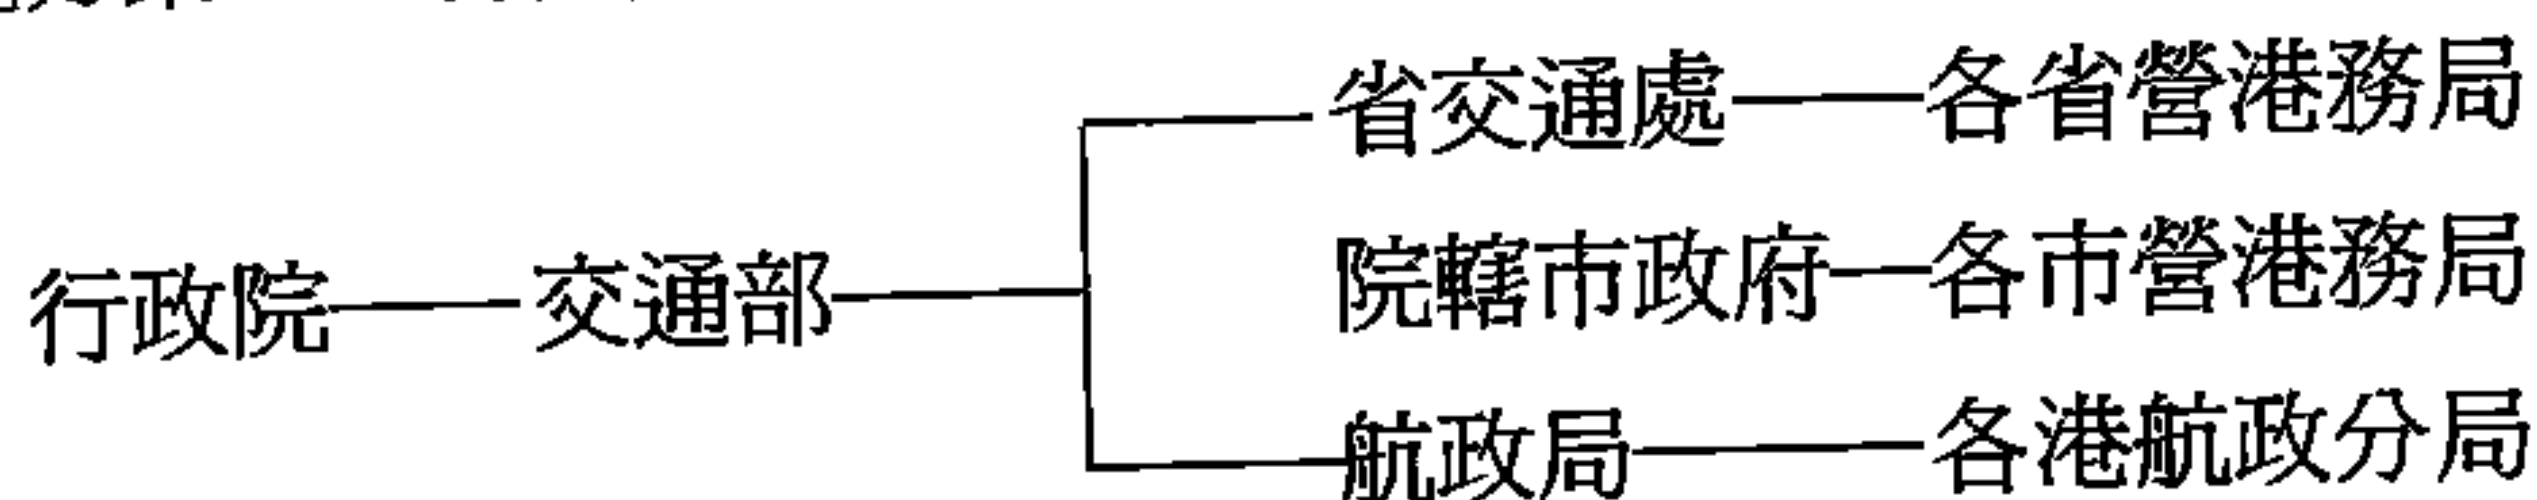 省交通處 各省營港務局
行政院 交通部 院轄市政府 各市營港務局
航政局 各港航政分局